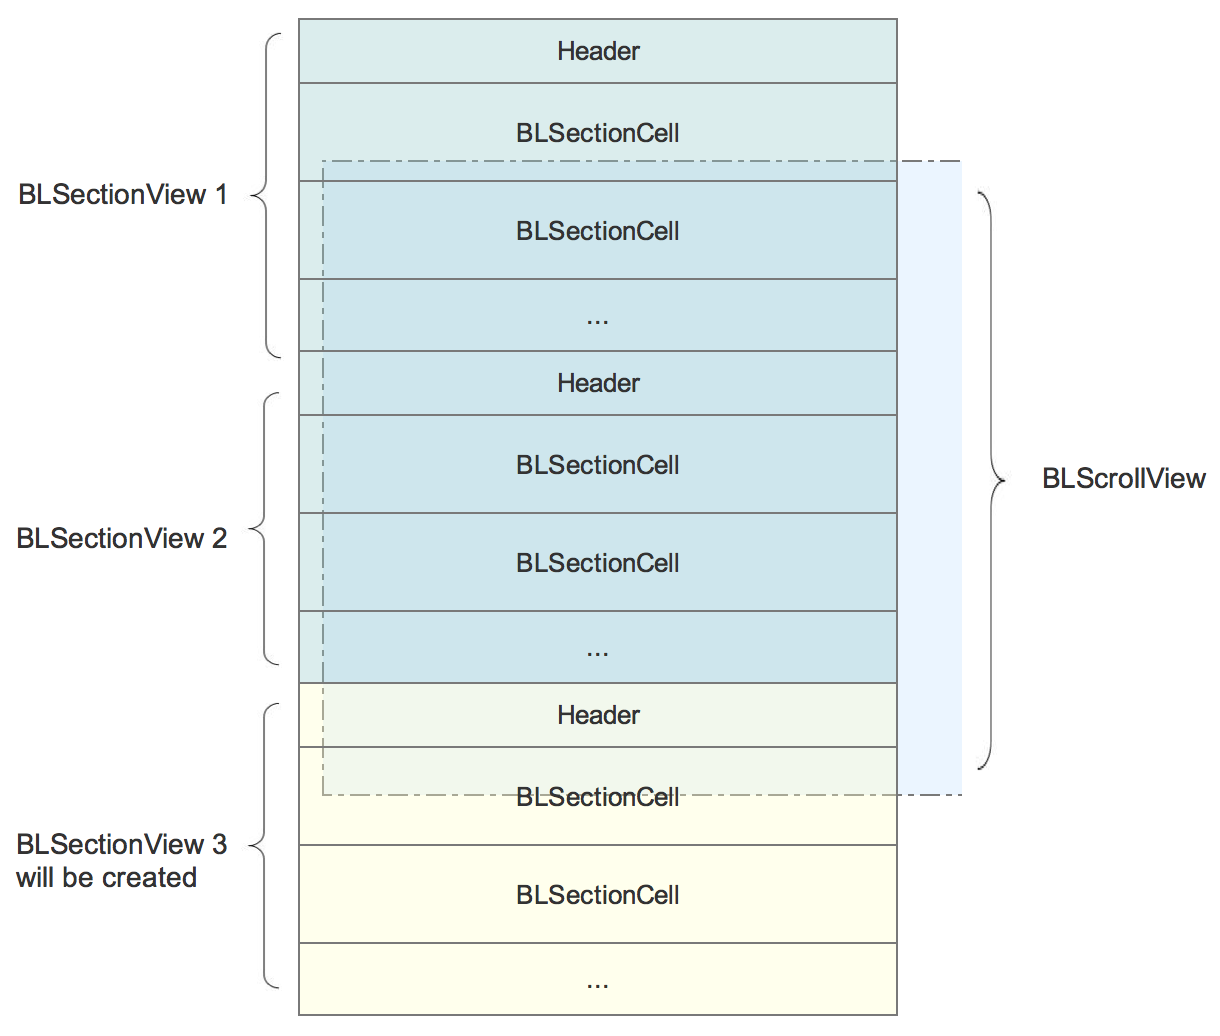 Header
BLSectionCell
BLSectionView 1
BLSectionCell
...
Header
BLSectionCell
BLScrollView
BLSectionView 2
BLSectionCell
...
Header
BLSectionCell
BLSectionView 3
will be created
BLSectionCell
...